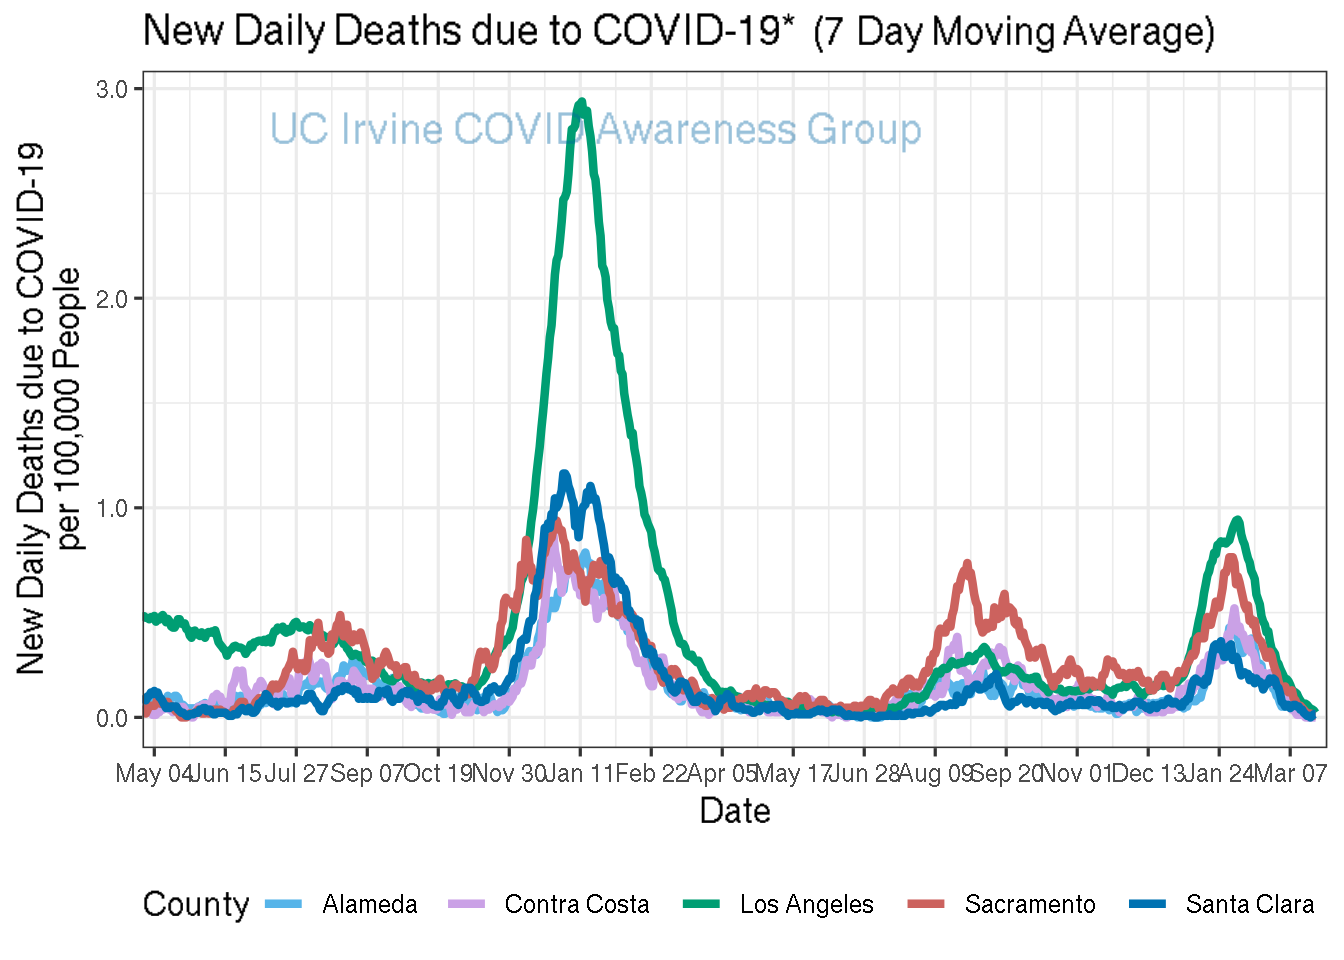 New Daily Deaths due to COVID-19* (7 Day Moving Average)
UC Irvine COVID Awareness Group
New Daily Deaths due to COVID-19
per 100,000 People
3.0
2.0
1.0
0.0
May 04 Jun 15 Jul 27 Sep 07 Oct 19 Nov 30 Jan 11 Feb 22 Apr 05 May 17 Jun 28 Aug 09 Sep 20 Nov 01 Dec 13 Jan 24 Mar 07
Date
County Alameda Contra Costa Los Angeles Sacramento Santa Clara